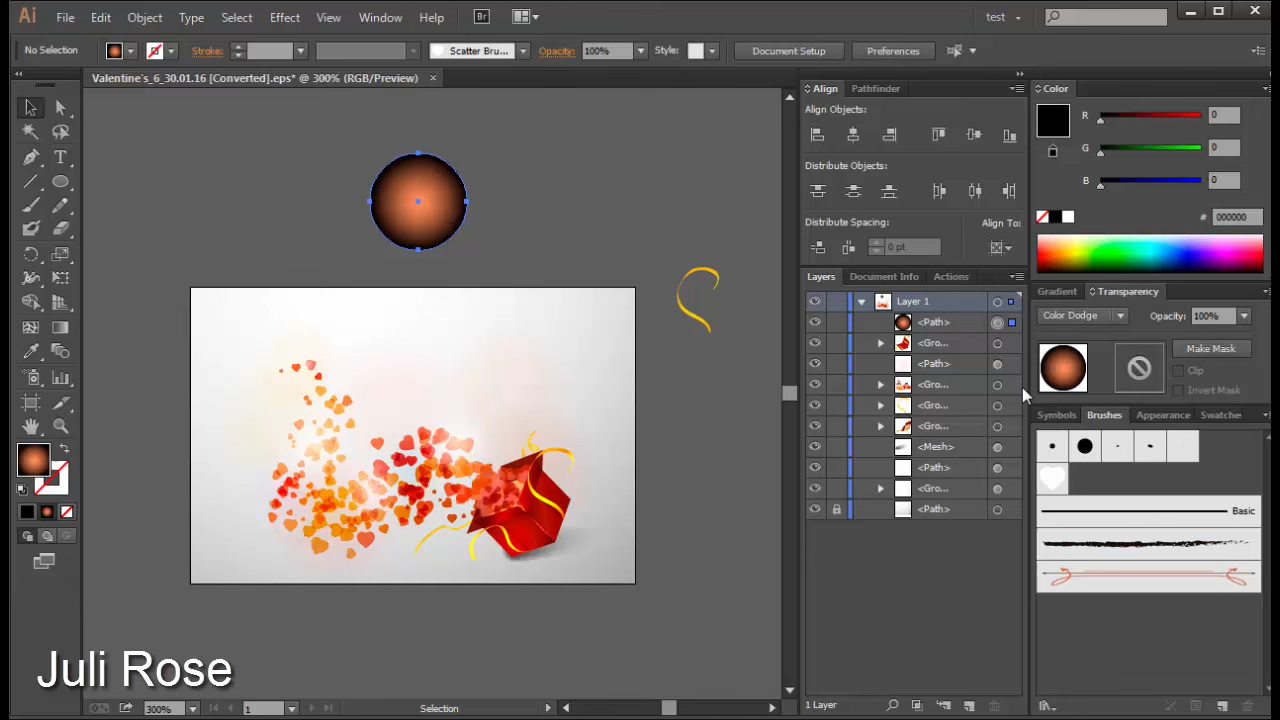 Ai File Edit Object Type Select Effect View Window Help Br test
No Selection Stroke: Scatter Bru... Opacity: 100% Style: Document Setup Preferences
Valentine's_6_30.01.16 [Converted].eps* @ 300% (RGB/Preview) ×
Align Pathfinder
Align Objects:
Distribute Objects:
Distribute Spacing: Align To:
0 pt
Color
R 0
G 0
B 0
# 000000
Layers Document Info Actions
Layer 1
<Path>
<Gro...
<Path>
<Gro...
<Gro...
<Gro...
<Mesh>
<Path>
<Gro...
<Path>
Gradient Transparency
Color Dodge Opacity: 100%
Make Mask
Clip
Invert Mask
Symbols Brushes Appearance Swatche
Basic
Juli Rose
300% 1 Selection
1 Layer